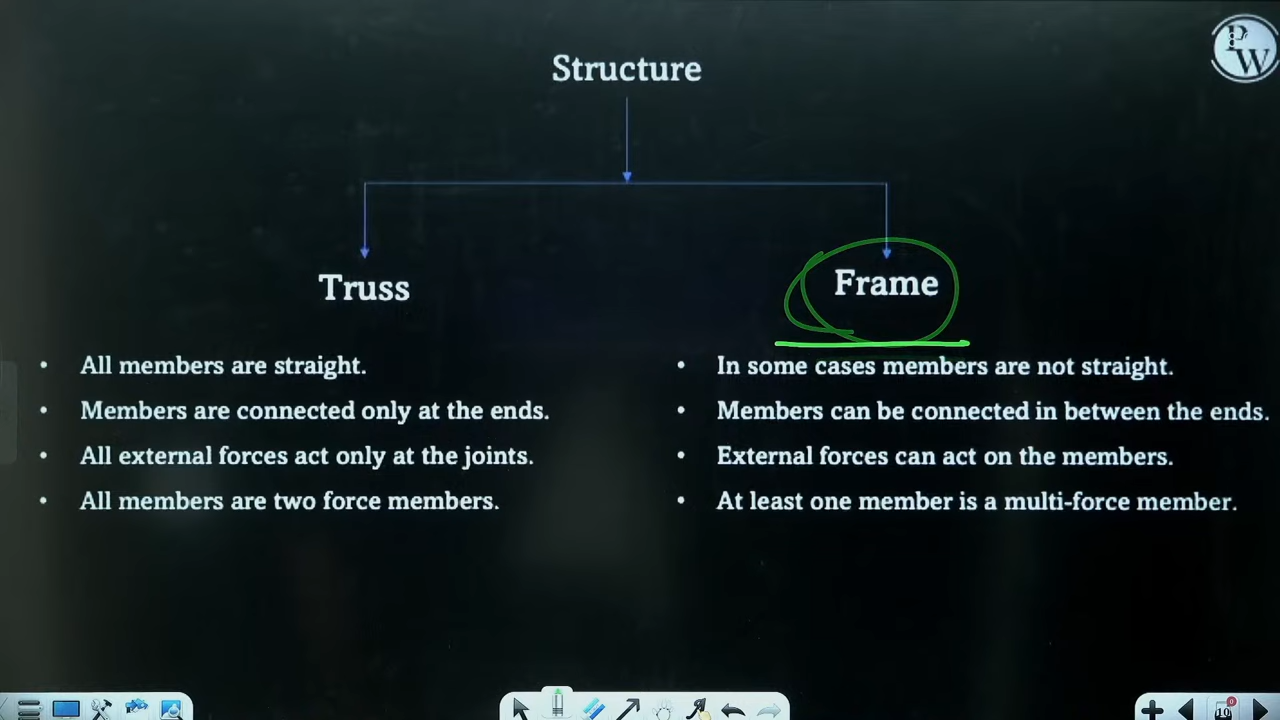 PW
Structure
Truss
Frame
• All members are straight.
• Members are connected only at the ends.
• All external forces act only at the joints.
• All members are two force members.
• In some cases members are not straight.
• Members can be connected in between the ends.
• External forces can act on the members.
• At least one member is a multi-force member.
10